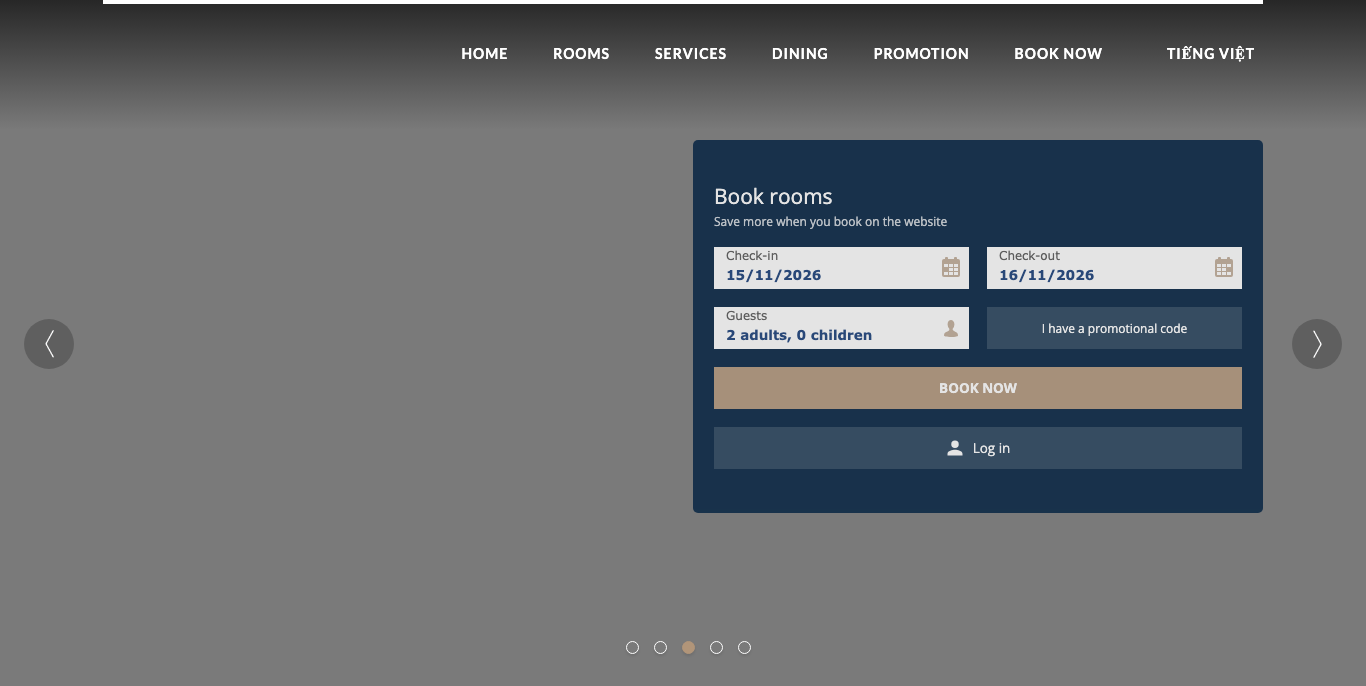 HOME ROOMS SERVICES DINING PROMOTION BOOK NOW TIẾNG VIỆT
Book rooms
Save more when you book on the website
Check-in
15/11/2026
Check-out
16/11/2026
Guests
2 adults, 0 children
I have a promotional code
BOOK NOW
Log in